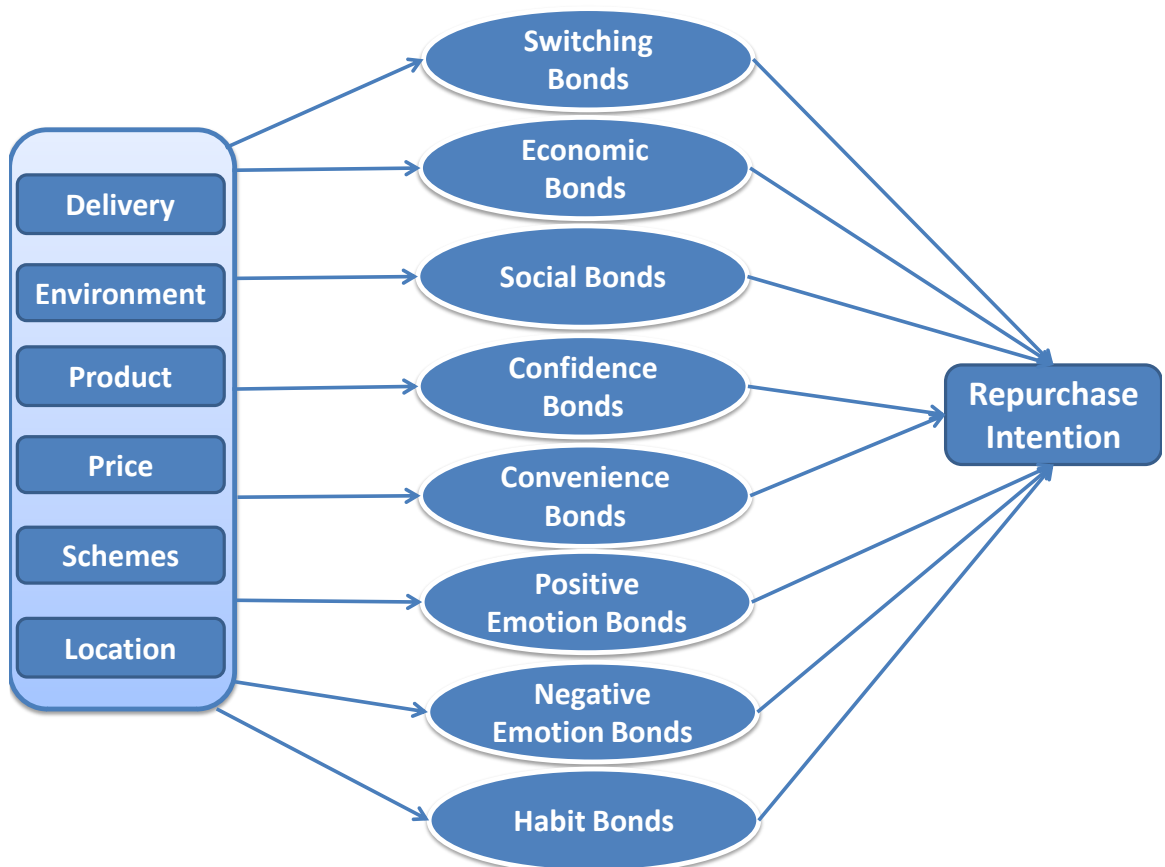 Delivery
Environment
Product
Price
Schemes
Location
Switching
Bonds
Economic
Bonds
Social Bonds
Confidence
Bonds
Convenience
Bonds
Positive
Emotion Bonds
Negative
Emotion Bonds
Habit Bonds
Repurchase
Intention